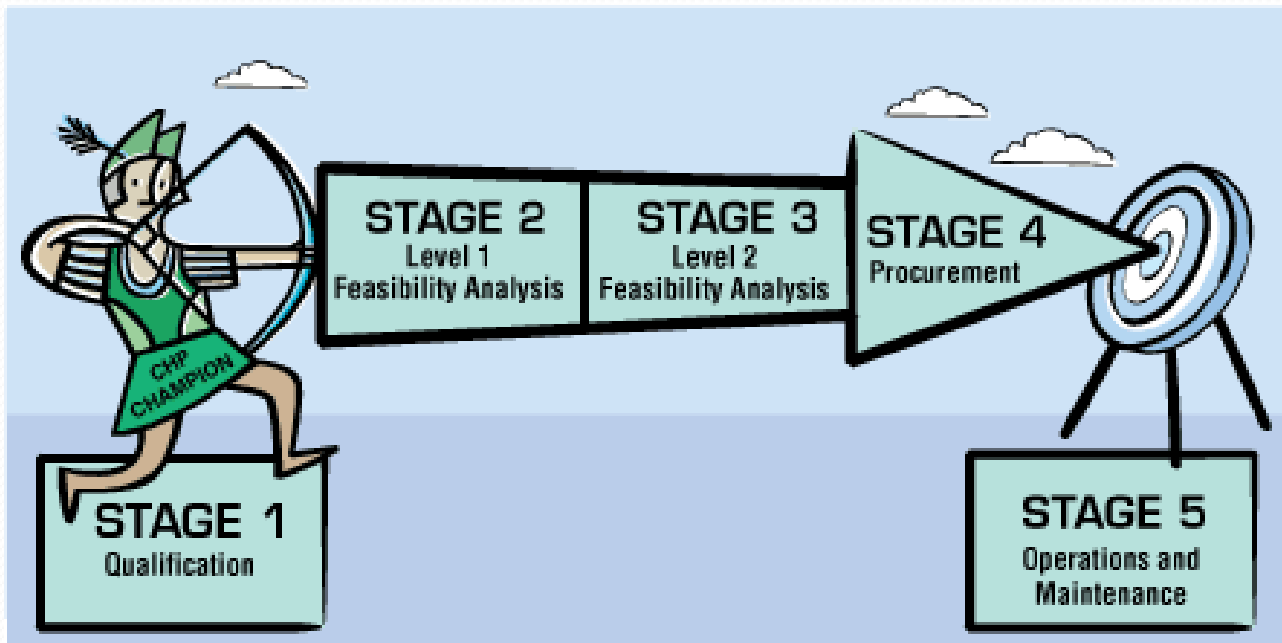 CHP
CHAMPION
STAGE 1
Qualification
STAGE 2
Level 1
Feasibility Analysis
STAGE 3
Level 2
Feasibility Analysis
STAGE 4
Procurement
STAGE 5
Operations and
Maintenance